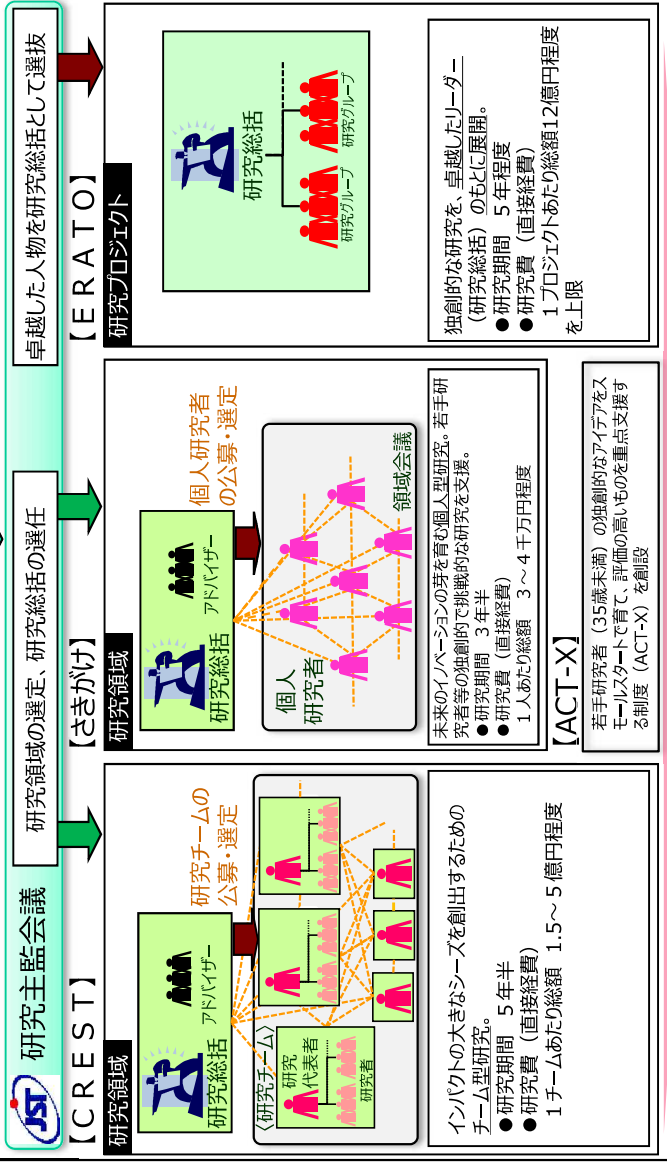 JST
研究主監会議
研究領域の選定、研究総括の選任
卓越した人物を研究総括として選抜
【CREST】
研究領域
研究総括
アドバイザー
研究チームの
公募・選定
〈研究チーム〉
研究
代表者
研究者
インパクトの大きなシーズを創出するための
チーム型研究。
●研究期間　５年半
●研究費（直接経費）
１チームあたり総額　1.5～５億円程度
【さきがけ】
研究領域
研究総括
アドバイザー
個人研究者
の公募・選定
個人
研究者
領域会議
未来のイノベーションの芽を育む個人型研究。若手研
究者等の独創的で挑戦的な研究を支援。
●研究期間　３年半
●研究費（直接経費）
１人あたり総額　３～４千万円程度
【ACT-X】
若手研究者（35歳未満）の独創的なアイデアをス
モールスタートで育て、評価の高いものを重点支援す
る制度（ACT-X）を創設
【ERATO】
研究プロジェクト
研究総括
研究グループ
研究グループ
独創的な研究を、卓越したリーダー
（研究総括）のもとに展開。
●研究期間　５年程度
●研究費（直接経費）
１プロジェクトあたり総額12億円程度
を上限